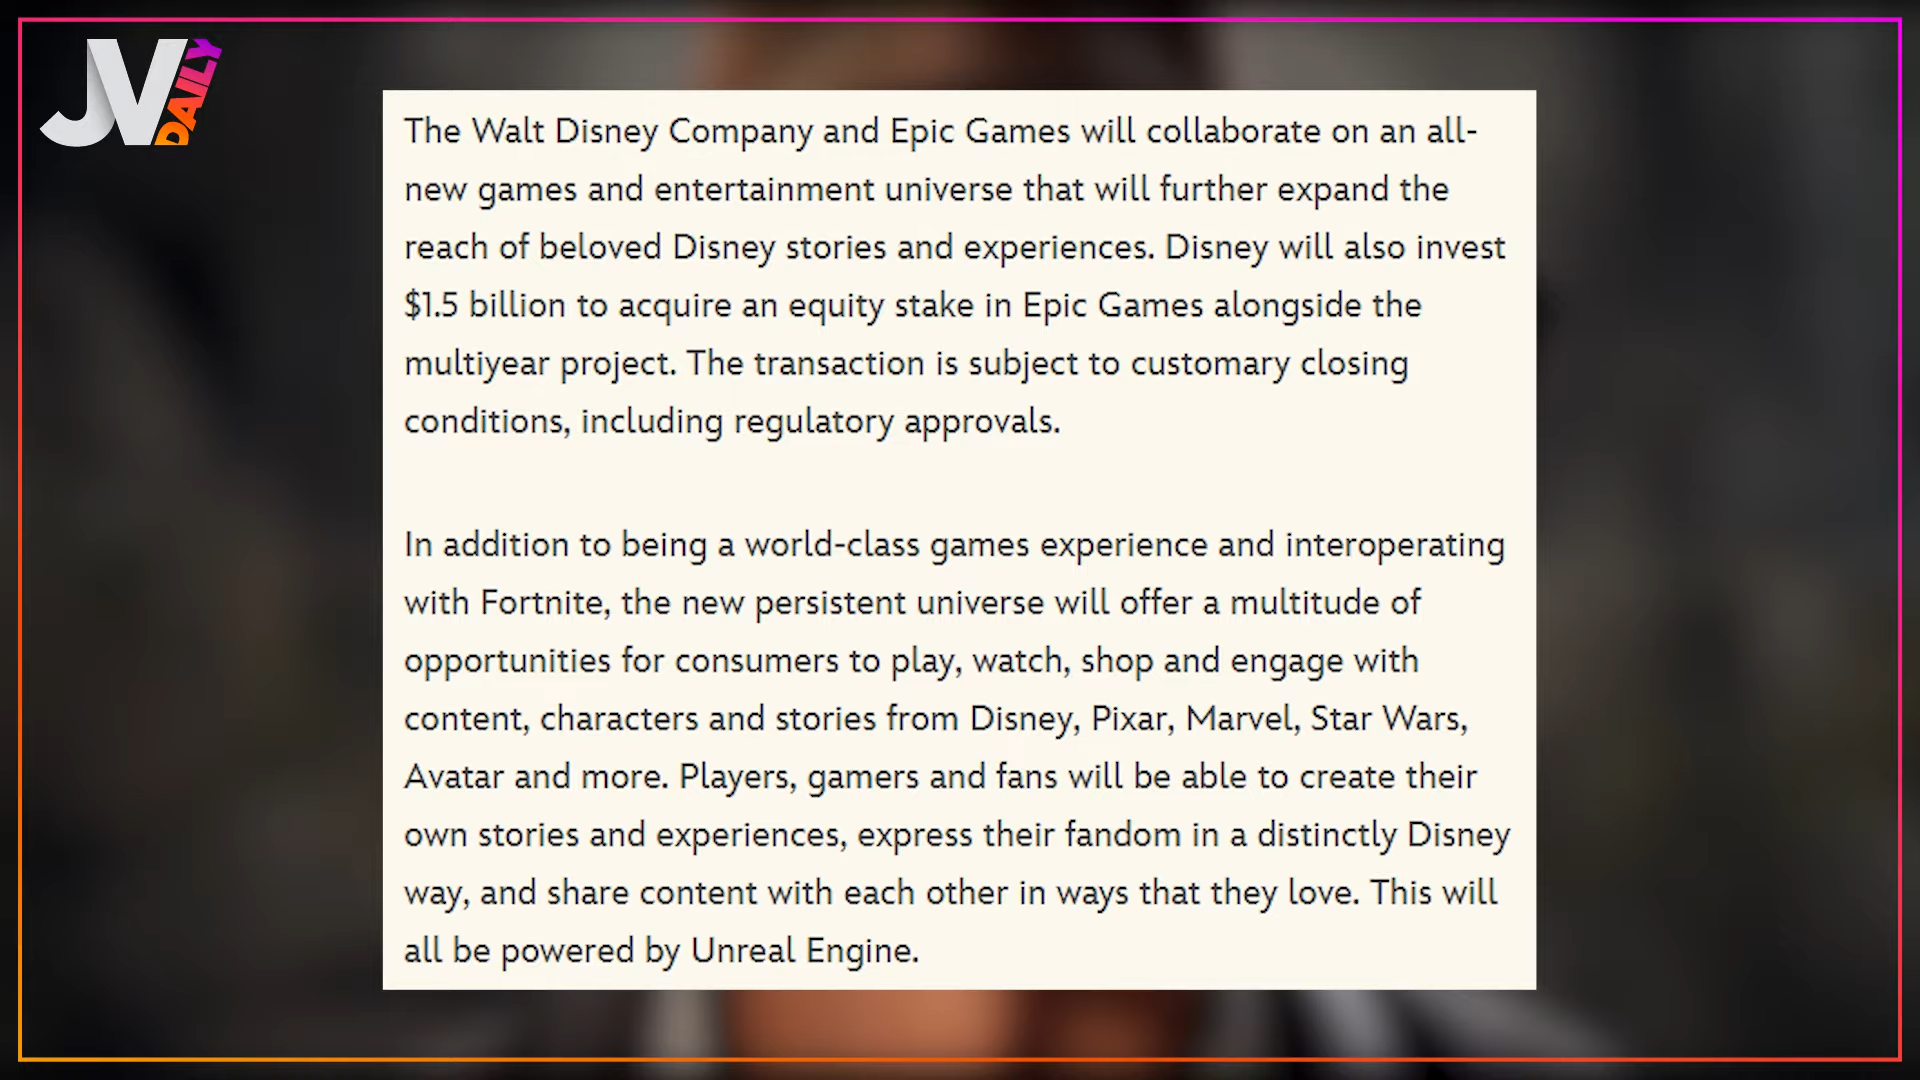 JV
DAILY
The Walt Disney Company and Epic Games will collaborate on an all-
new games and entertainment universe that will further expand the
reach of beloved Disney stories and experiences. Disney will also invest
$1.5 billion to acquire an equity stake in Epic Games alongside the
multiyear project. The transaction is subject to customary closing
conditions, including regulatory approvals.
In addition to being a world-class games experience and interoperating
with Fortnite, the new persistent universe will offer a multitude of
opportunities for consumers to play, watch, shop and engage with
content, characters and stories from Disney, Pixar, Marvel, Star Wars,
Avatar and more. Players, gamers and fans will be able to create their
own stories and experiences, express their fandom in a distinctly Disney
way, and share content with each other in ways that they love. This will
all be powered by Unreal Engine.